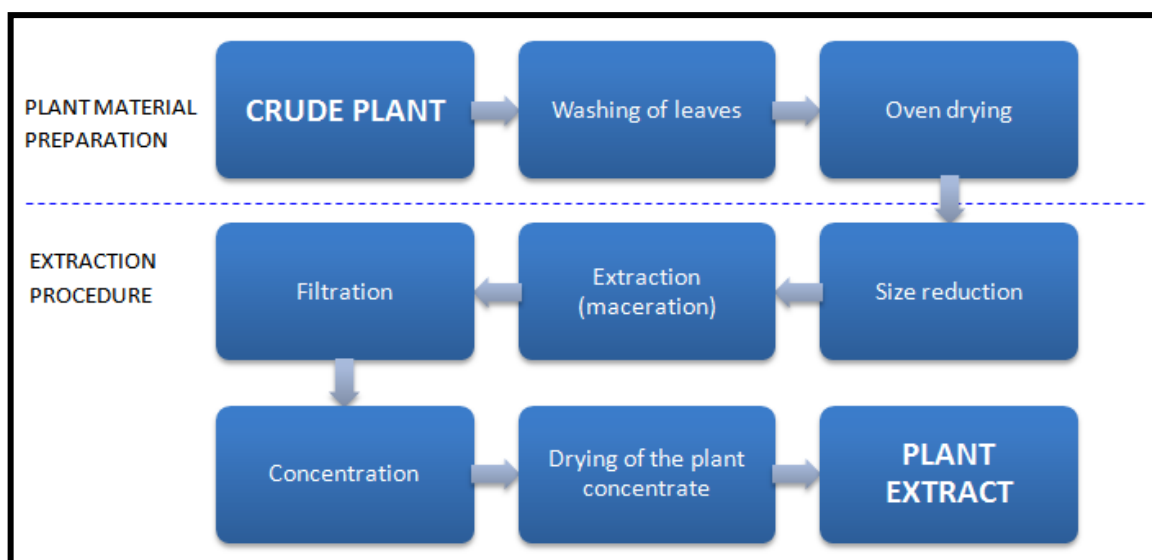 PLANT MATERIAL
PREPARATION
CRUDE PLANT
Washing of leaves
Oven drying
EXTRACTION
PROCEDURE
Size reduction
Extraction
(maceration)
Filtration
Concentration
Drying of the plant
concentrate
PLANT
EXTRACT